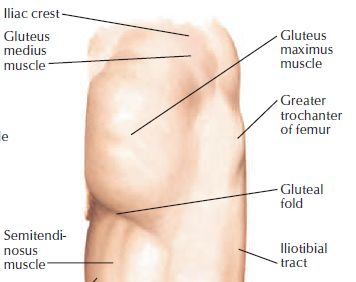 Iliac crest
Gluteus
medius
muscle
Gluteus
maximus
muscle
Greater
trochanter
of femur
Gluteal
fold
Semitendi-
nosus
muscle
Iliotibial
tract